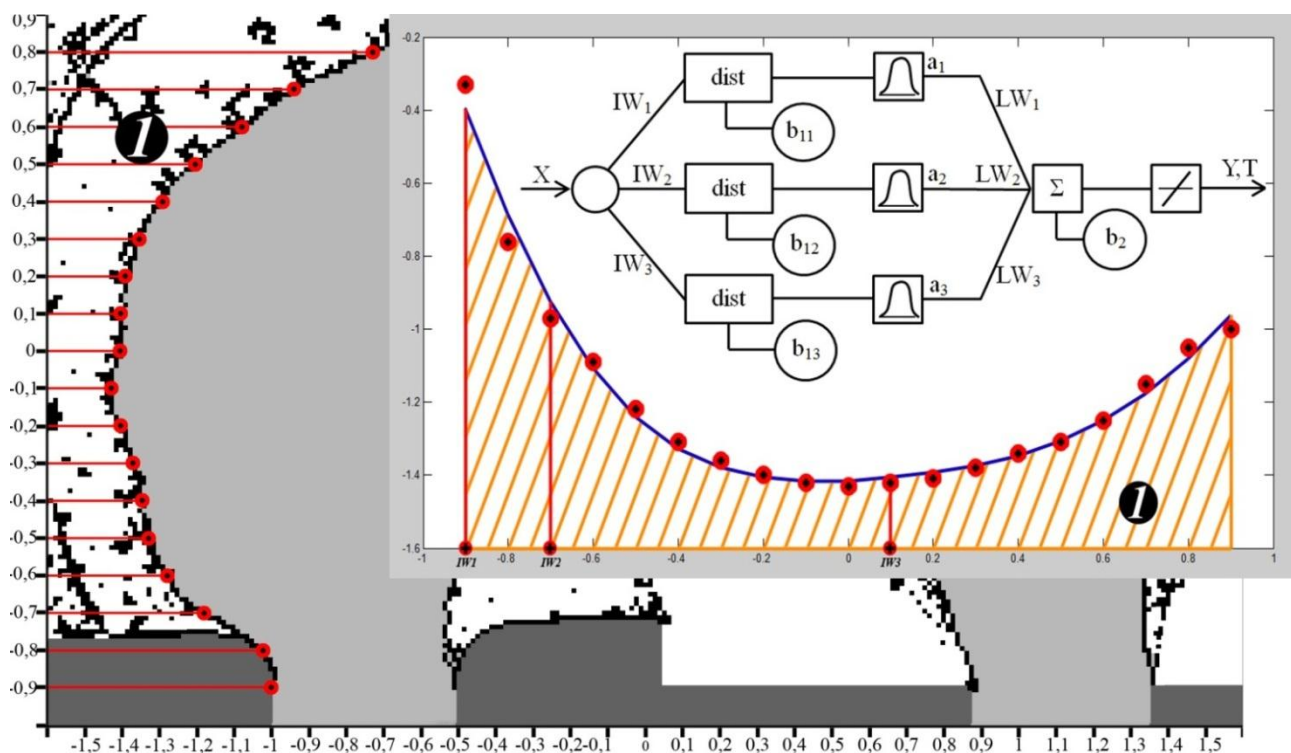 0,9
0,8
0,7
0,6
0,5
0,4
0,3
0,2
0,1
0
-0,1
-0,2
-0,3
-0,4
-0,5
-0,6
-0,7
-0,8
-0,9
1
-0.2
-0.4
-0.6
-0.8
-1
-1.2
-1.4
-1.6
X
IW₁
IW₂
IW₃
dist
b₁₁
dist
b₁₂
dist
b₁₃
a₁
a₂
a₃
LW₁
LW₂
LW₃
Σ
b₂
Y,T
1
-1 -0.8 -0.6 -0.4 -0.2 0 0.2 0.4 0.6 0.8 1
IW1 IW2 IW3
-1,5 -1,4 -1,3 -1,2 -1,1 -1 -0,9 -0,8 -0,7 -0,6 -0,5 -0,4 -0,3 -0,2 -0,1 0 0,1 0,2 0,3 0,4 0,5 0,6 0,7 0,8 0,9 1 1,1 1,2 1,3 1,4 1,5